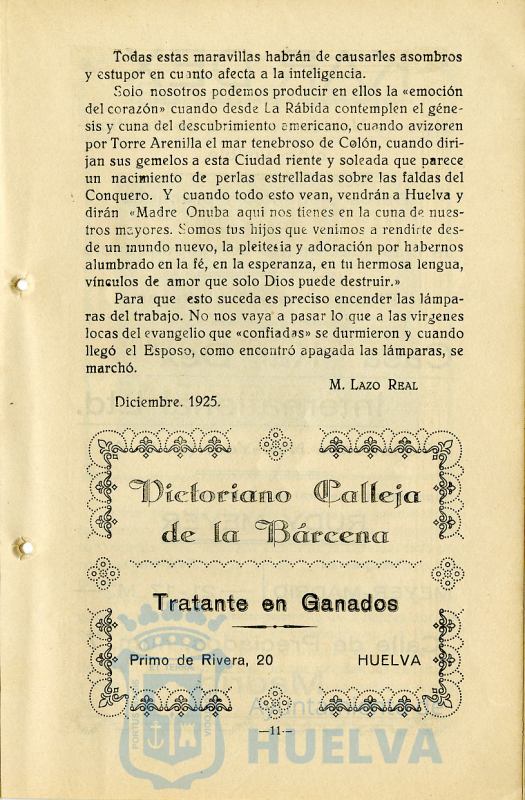 Todas estas maravillas habrán de causarles asombros
y estupor en cuanto afecta a la inteligencia.
Solo nosotros podemos producir en ellos la «emoción
del corazón» cuando desde La Rábida contemplen el géne-
sis y cuna del descubrimiento americano, cuando avizoren
por Torre Arenilla el mar tenebroso de Colón, cuando diri-
jan sus gemelos a esta Ciudad riente y soleada que parece
un nacimiento de perlas estrelladas sobre las faldas del
Conquero. Y cuando todo esto vean, vendrán a Huelva y
dirán «Madre Onuba aqui nos tienes en la cuna de nues-
tros mayores. Somos tus hijos que venimos a rendirte des-
de un mundo nuevo, la pleitesia y adoración por habernos
alumbrado en la fé, en la esperanza, en tu hermosa lengua,
vínculos de amor que solo Dios puede destruir.»
Para que esto suceda es preciso encender las lámpa-
ras del trabajo. No nos vaya a pasar lo que a las virgenes
locas del evangelio que «confiadas» se durmieron y cuando
llegó el Esposo, como encontró apagada las lámparas, se
marchó.
M. Lazo Real
Diciembre. 1925.
Victoriano Calleja
de la Bárcena
Tratante en Ganados
Primo de Rivera, 20 HUELVA
—11—
HUELVA